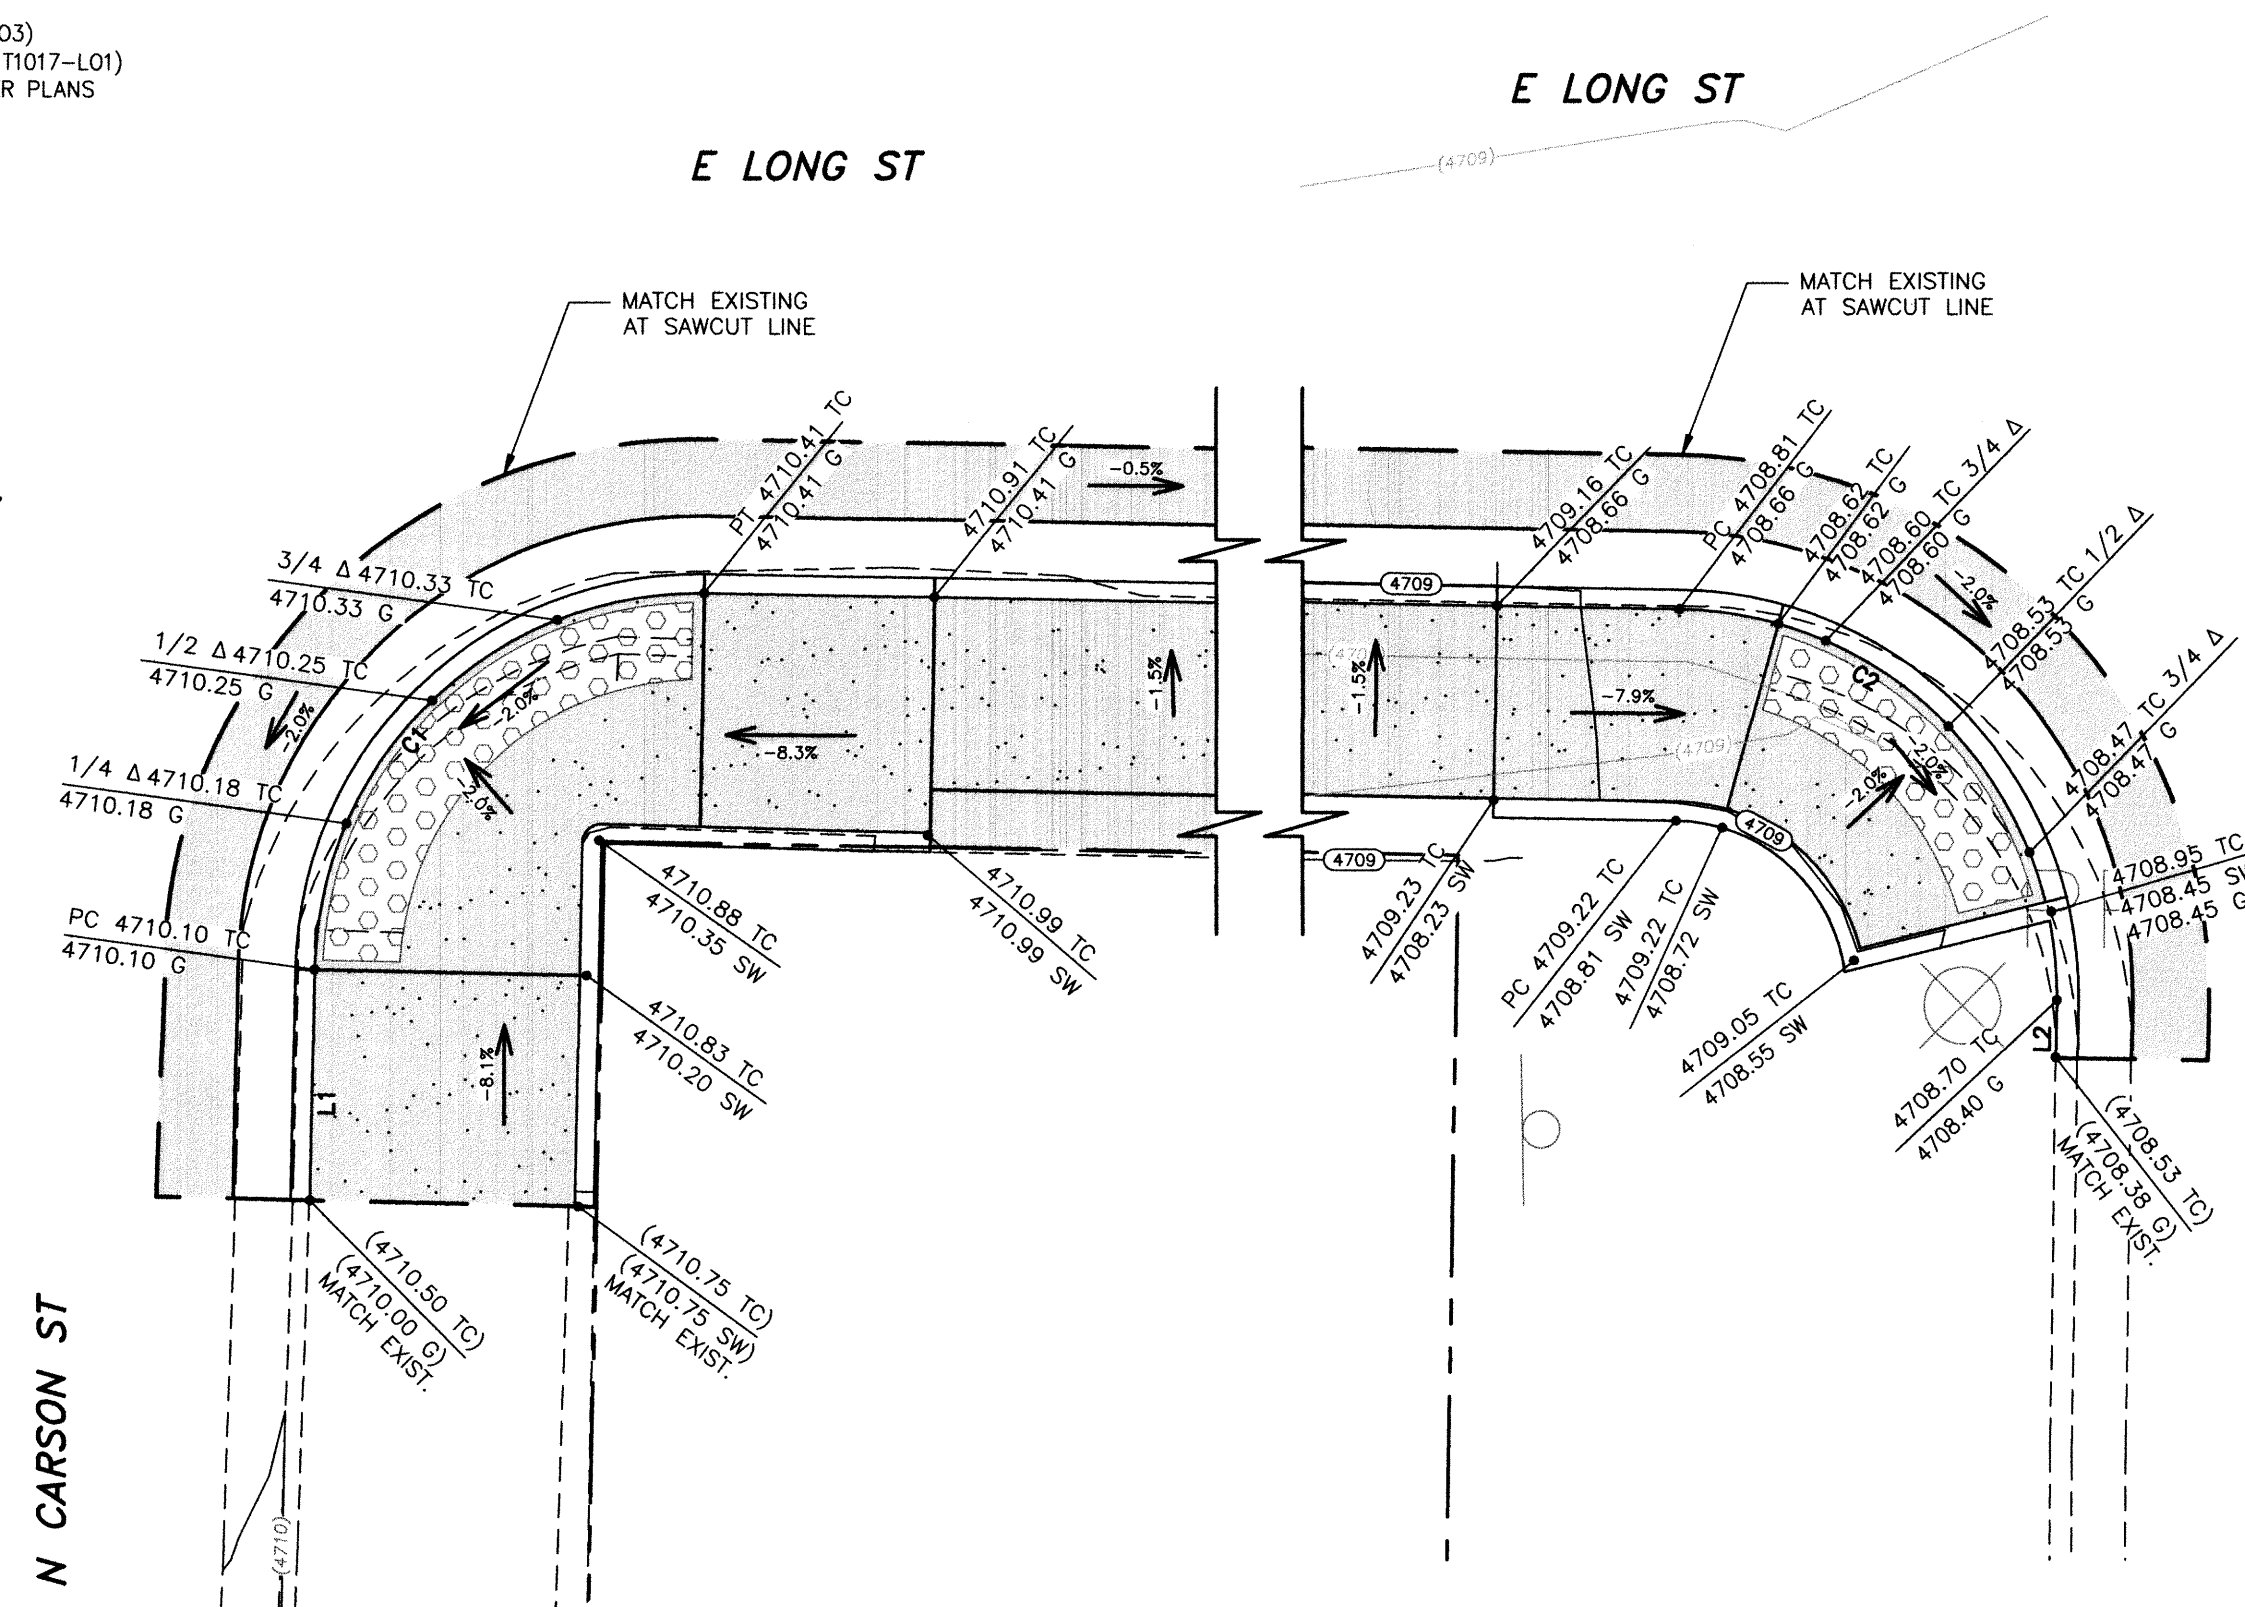 03)
T1017-L01)
R PLANS
E LONG ST
E LONG ST
(4709)
MATCH EXISTING
AT SAWCUT LINE
MATCH EXISTING
AT SAWCUT LINE
PT 4710.41 TC
4710.41 G
4710.91 TC
4710.41 G
-0.5%
4709.16 TC
4708.66 G
PC 4708.81 TC
4708.66 G
4708.62 TC
4708.62 G
4708.60 TC 3/4 Δ
4708.60 G
4708.53 TC 1/2 Δ
4708.53 G
4708.47 TC 3/4 Δ
4708.47 G
-2.0%
3/4 Δ 4710.33 TC
4710.33 G
1/2 Δ 4710.25 TC
4710.25 G
1/4 Δ 4710.18 TC
4710.18 G
PC 4710.10 TC
4710.10 G
-2.0%
-2.0%
-2.0%
C1
-8.3%
-1.5%
-1.5%
4709
-7.9%
(4709)
C2
-2.0%
-2.0%
4709
4709
4708.95 TC
4708.45 SW
4708.45 G
4710.88 TC
4710.35 SW
4710.99 TC
4710.99 SW
4709.23 TC
4708.23 SW
PC 4709.22 TC
4708.81 SW
4709.22 TC
4708.72 SW
4709.05 TC
4708.55 SW
4708.70 TC
4708.40 G
L2
(4708.53 TC)
(4708.38 G)
MATCH EXIST.
4710.83 TC
4710.20 SW
-8.1%
L1
(4710.50 TC)
(4710.00 G)
MATCH EXIST.
(4710.75 TC)
(4710.75 SW)
MATCH EXIST.
N CARSON ST
(4710)